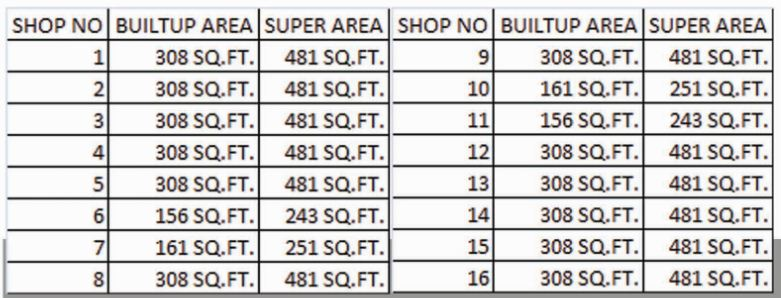 SHOP NO BUILTUP AREA SUPER AREA SHOP NO BUILTUP AREA SUPER AREA
1 308 SQ.FT. 481 SQ.FT. 9 308 SQ.FT. 481 SQ.FT.
2 308 SQ.FT. 481 SQ.FT. 10 161 SQ.FT. 251 SQ.FT.
3 308 SQ.FT. 481 SQ.FT. 11 156 SQ.FT. 243 SQ.FT.
4 308 SQ.FT. 481 SQ.FT. 12 308 SQ.FT. 481 SQ.FT.
5 308 SQ.FT. 481 SQ.FT. 13 308 SQ.FT. 481 SQ.FT.
6 156 SQ.FT. 243 SQ.FT. 14 308 SQ.FT. 481 SQ.FT.
7 161 SQ.FT. 251 SQ.FT. 15 308 SQ.FT. 481 SQ.FT.
8 308 SQ.FT. 481 SQ.FT. 16 308 SQ.FT. 481 SQ.FT.